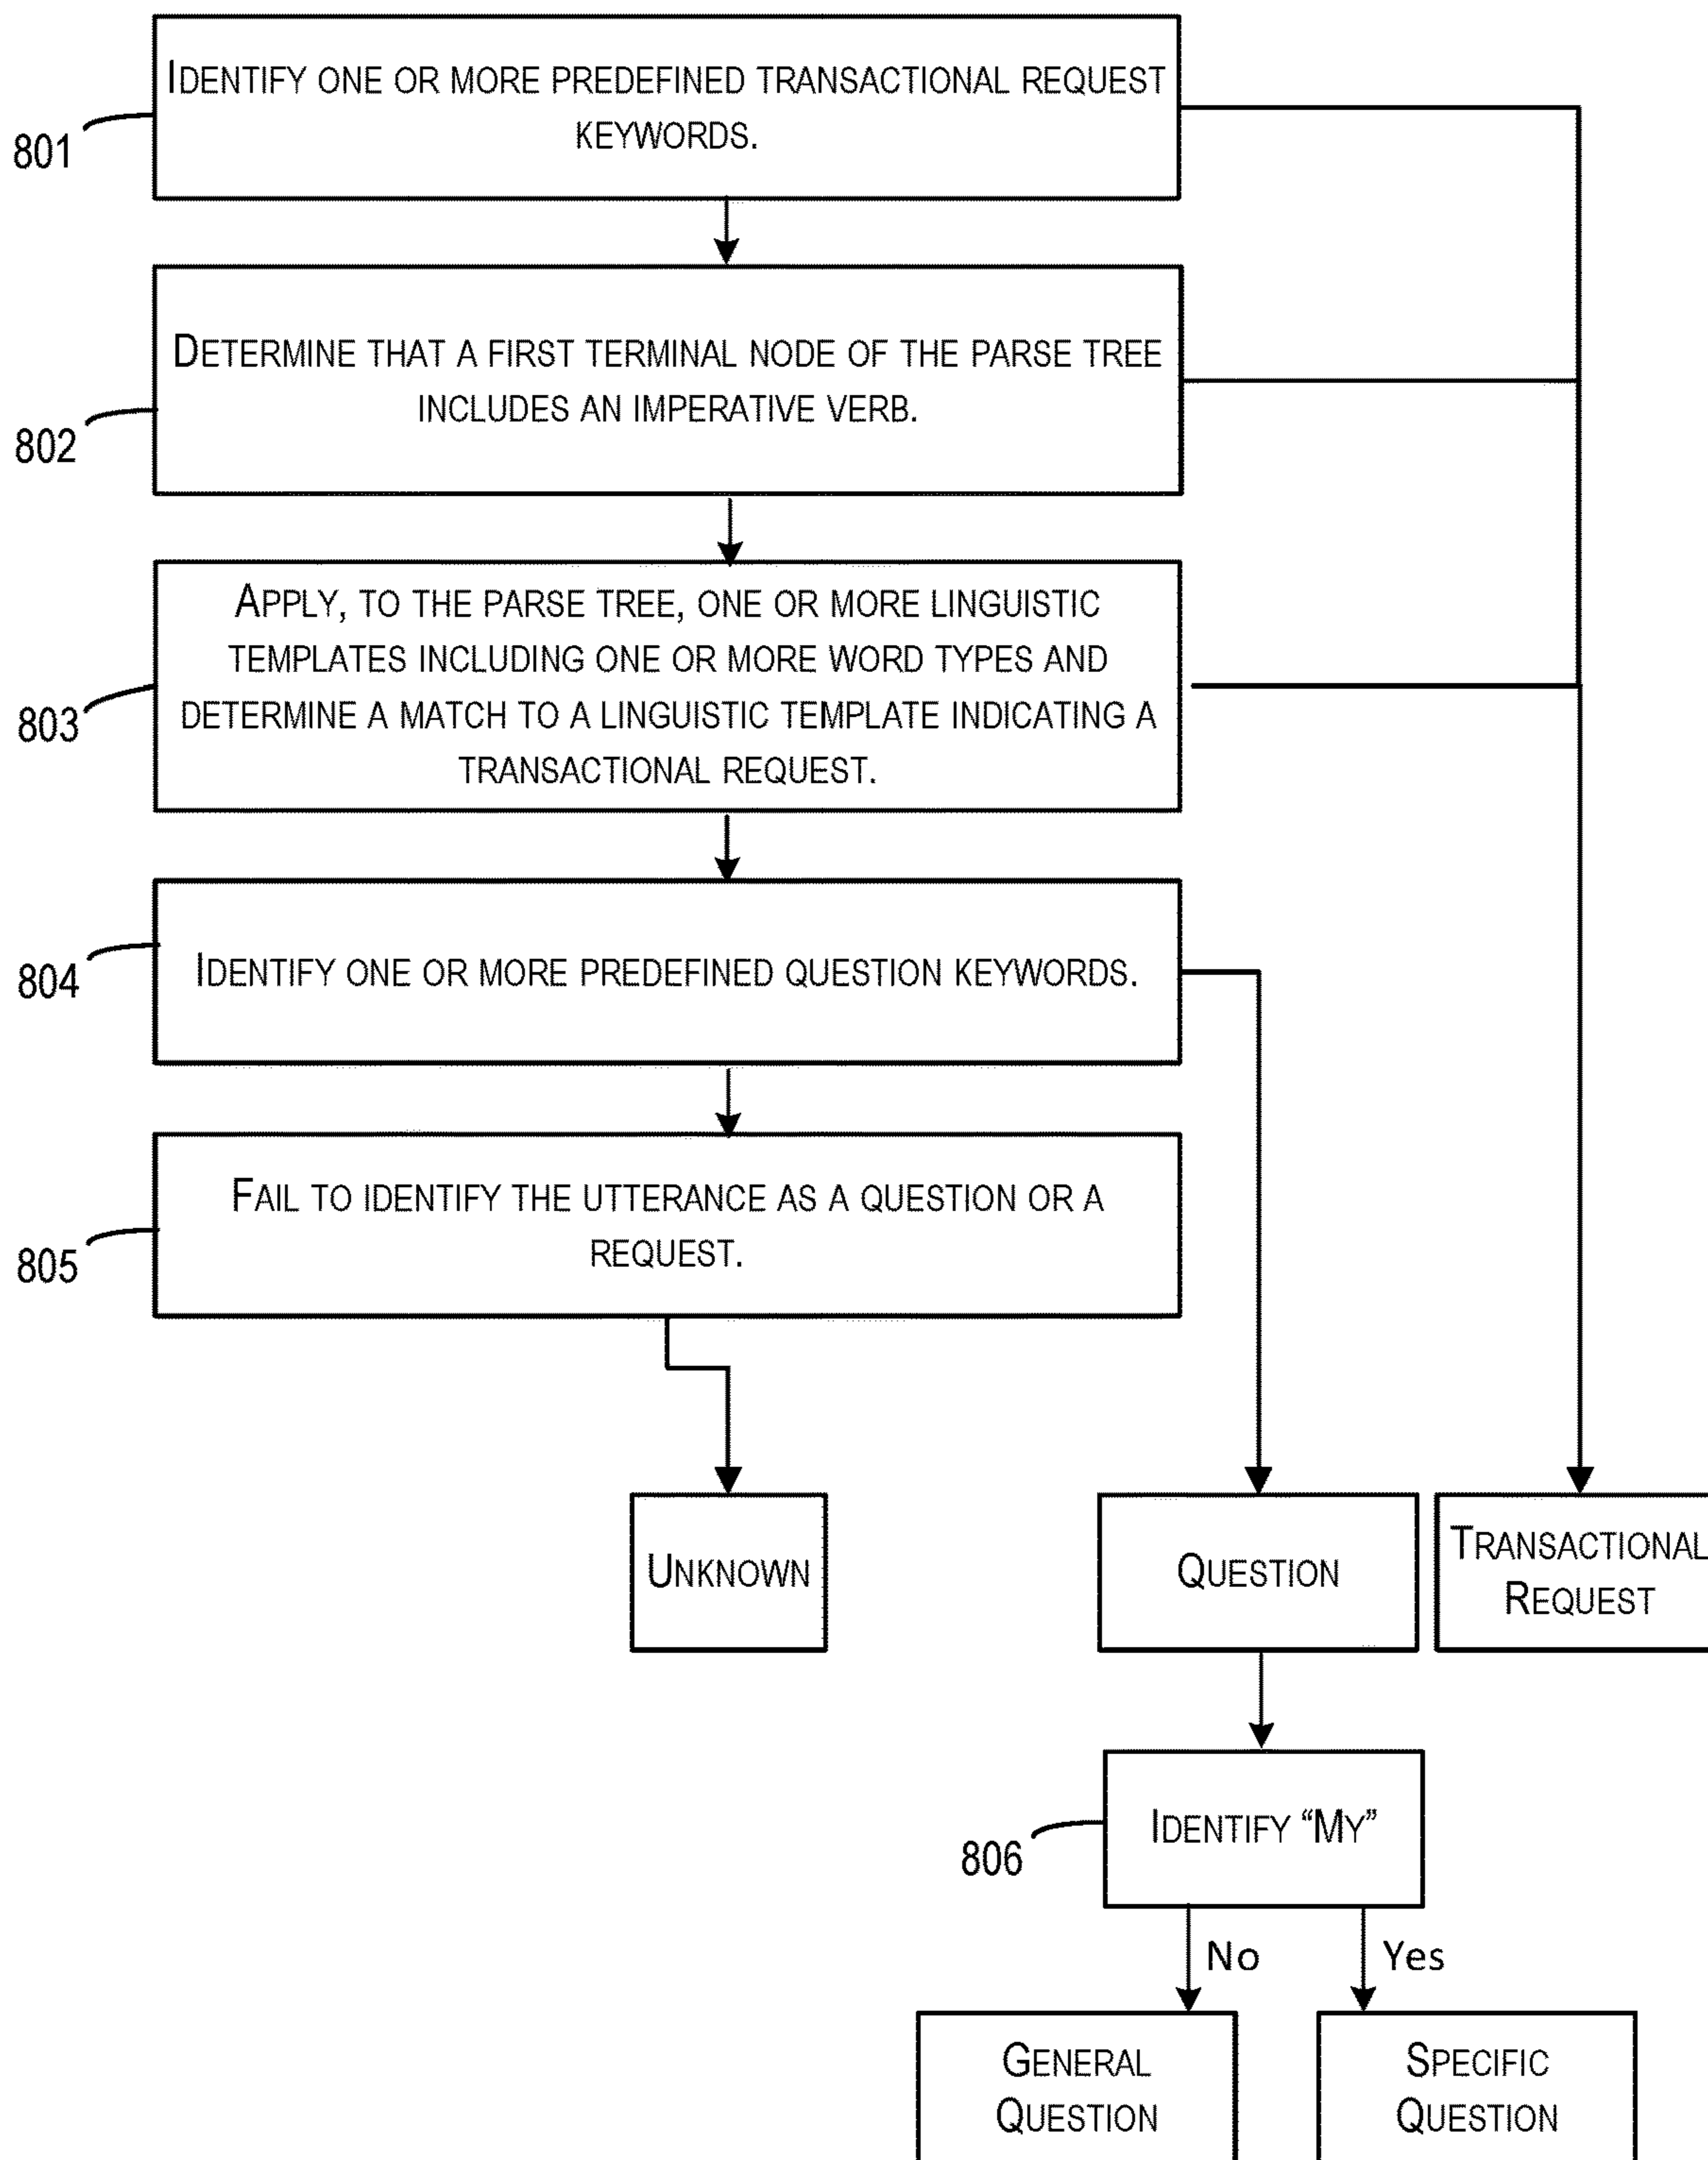 IDENTIFY ONE OR MORE PREDEFINED TRANSACTIONAL REQUEST
KEYWORDS.
801
DETERMINE THAT A FIRST TERMINAL NODE OF THE PARSE TREE
INCLUDES AN IMPERATIVE VERB.
802
APPLY, TO THE PARSE TREE, ONE OR MORE LINGUISTIC
TEMPLATES INCLUDING ONE OR MORE WORD TYPES AND
DETERMINE A MATCH TO A LINGUISTIC TEMPLATE INDICATING A
TRANSACTIONAL REQUEST.
803
IDENTIFY ONE OR MORE PREDEFINED QUESTION KEYWORDS.
804
FAIL TO IDENTIFY THE UTTERANCE AS A QUESTION OR A
REQUEST.
805
UNKNOWN
QUESTION
TRANSACTIONAL
REQUEST
IDENTIFY “MY”
806
No
Yes
GENERAL
QUESTION
SPECIFIC
QUESTION